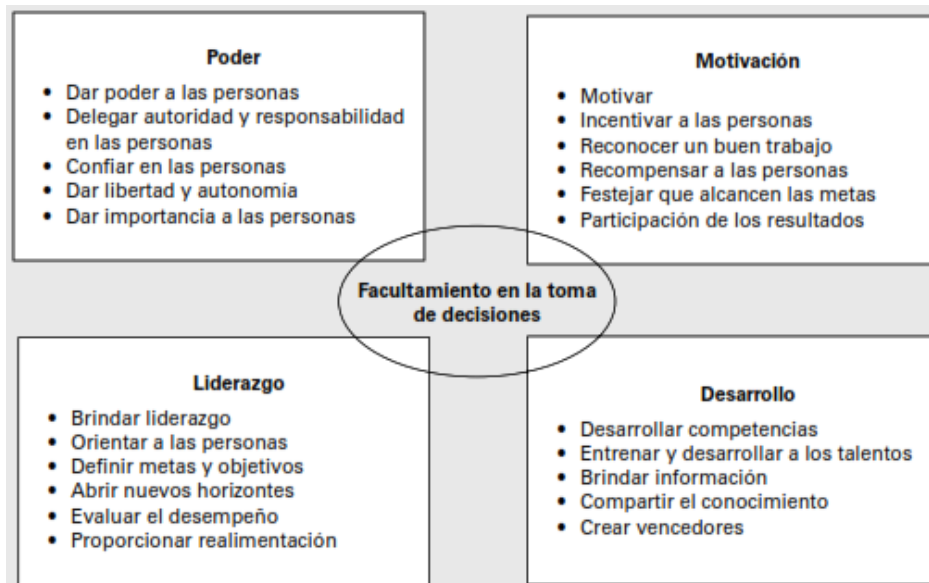 Poder
• Dar poder a las personas
• Delegar autoridad y responsabilidad
en las personas
• Confiar en las personas
• Dar libertad y autonomía
• Dar importancia a las personas
Motivación
• Motivar
• Incentivar a las personas
• Reconocer un buen trabajo
• Recompensar a las personas
• Festejar que alcancen las metas
• Participación de los resultados
Facultamiento en la toma
de decisiones
Liderazgo
• Brindar liderazgo
• Orientar a las personas
• Definir metas y objetivos
• Abrir nuevos horizontes
• Evaluar el desempeño
• Proporcionar realimentación
Desarrollo
• Desarrollar competencias
• Entrenar y desarrollar a los talentos
• Brindar información
• Compartir el conocimiento
• Crear vencedores